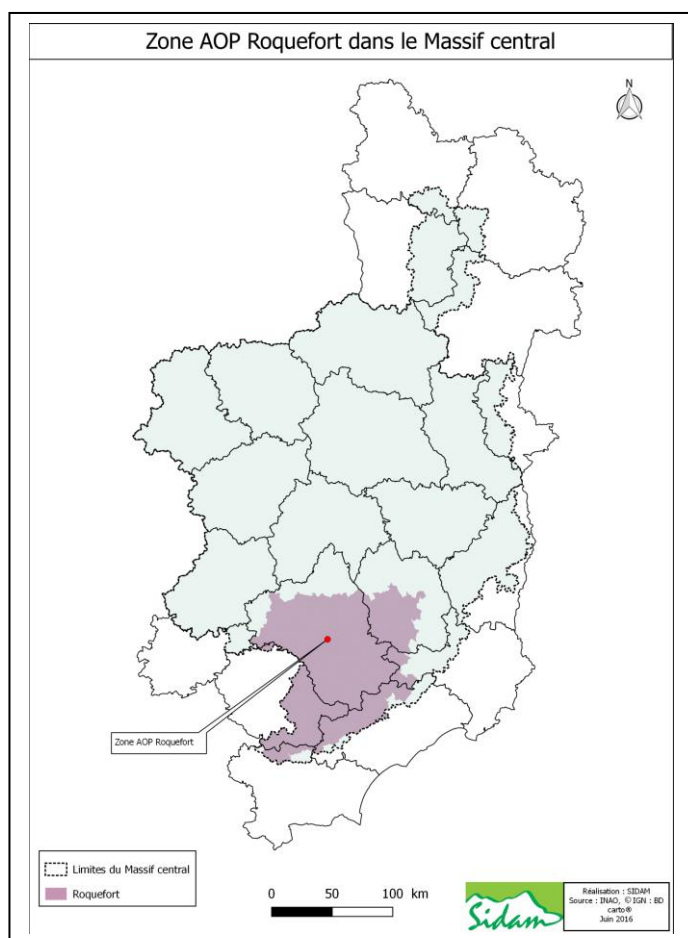 Zone AOP Roquefort dans le Massif central
N
Zone AOP Roquefort
Limites du Massif central
Roquefort
0 50 100 km
Sidam
Réalisation : SIDAM
Source : INAO, © IGN : BD
carto®
Juin 2016